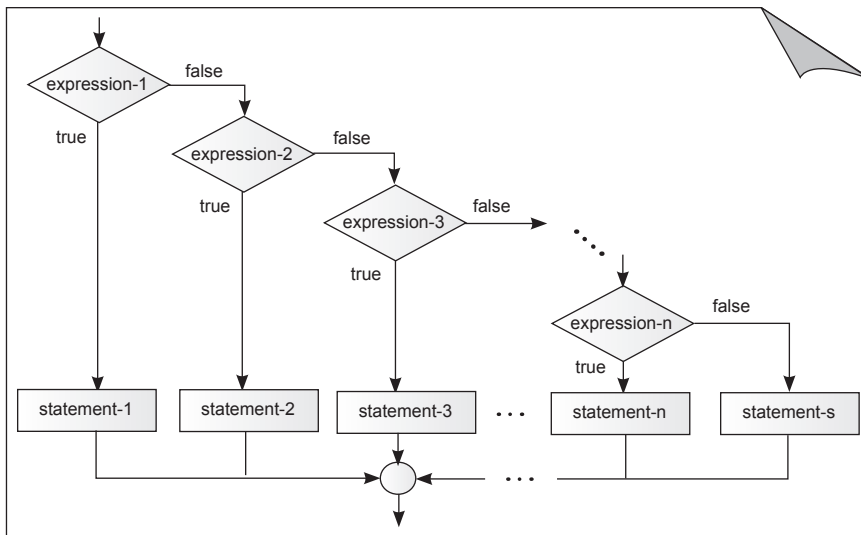 expression-1
false
true
expression-2
false
true
expression-3
false
true
expression-n
false
true
statement-1
statement-2
statement-3
...
statement-n
statement-s
...